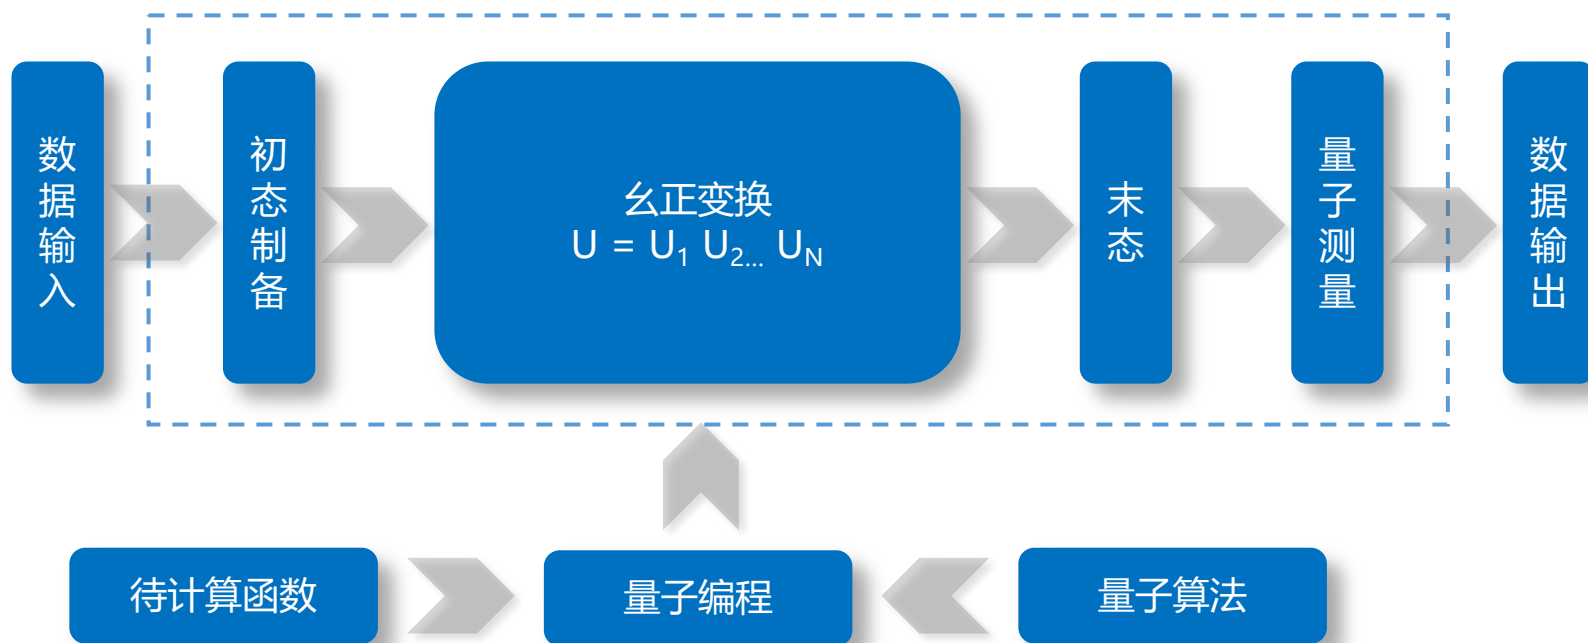 数据输入
初态制备
幺正变换
U = U₁ U₂... U_N
末态
量子测量
数据输出
待计算函数
量子编程
量子算法